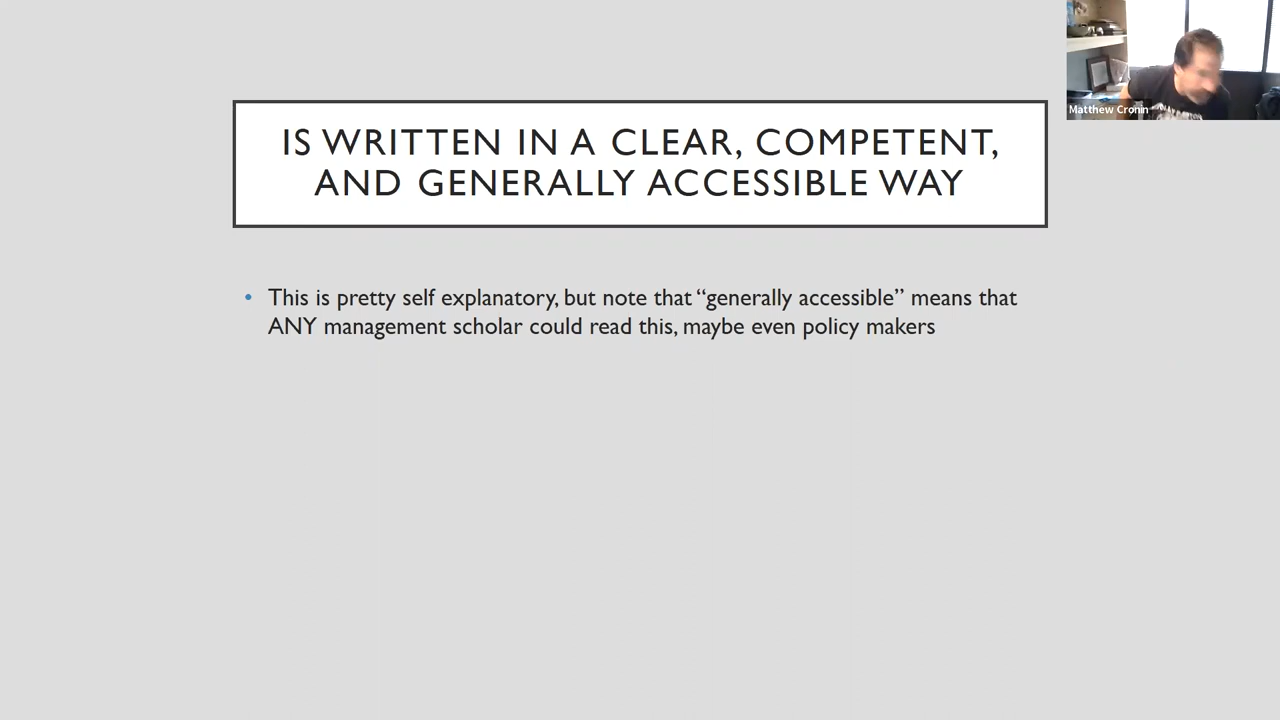 IS WRITTEN IN A CLEAR, COMPETENT,
AND GENERALLY ACCESSIBLE WAY
• This is pretty self explanatory, but note that “generally accessible” means that
ANY management scholar could read this, maybe even policy makers
Matthew Cronin